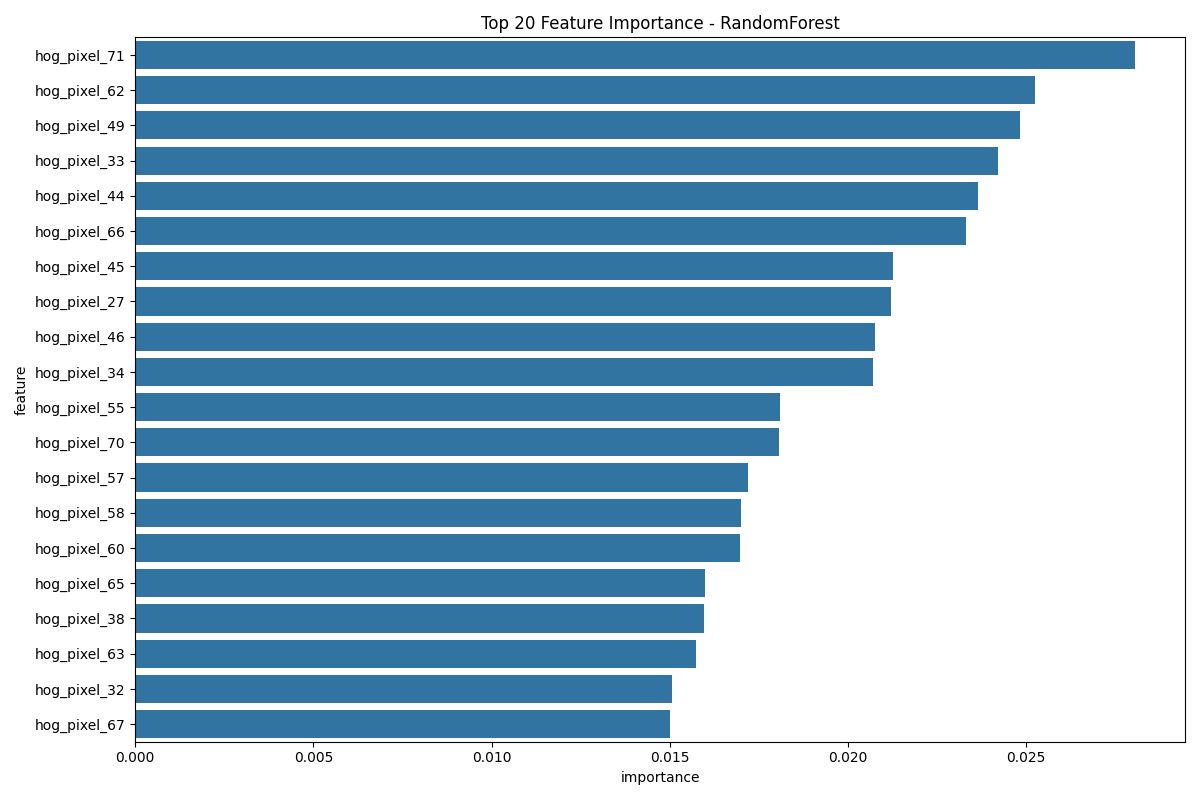 Top 20 Feature Importance - RandomForest
hog_pixel_71
hog_pixel_62
hog_pixel_49
hog_pixel_33
hog_pixel_44
hog_pixel_66
hog_pixel_45
hog_pixel_27
hog_pixel_46
hog_pixel_34
hog_pixel_55
hog_pixel_70
hog_pixel_57
hog_pixel_58
hog_pixel_60
hog_pixel_65
hog_pixel_38
hog_pixel_63
hog_pixel_32
hog_pixel_67
feature
0.000 0.005 0.010 0.015 0.020 0.025
importance